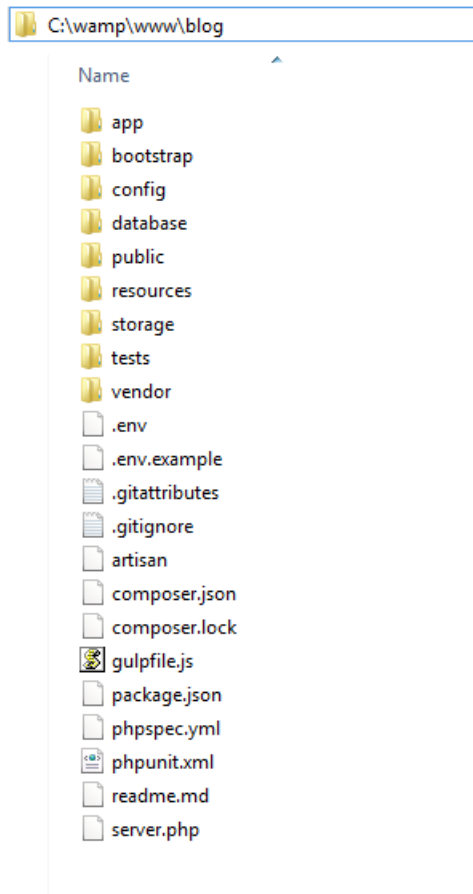 C:\wamp\www\blog
Name
app
bootstrap
config
database
public
resources
storage
tests
vendor
.env
.env.example
.gitattributes
.gitignore
artisan
composer.json
composer.lock
gulpfile.js
package.json
phpspec.yml
phpunit.xml
readme.md
server.php